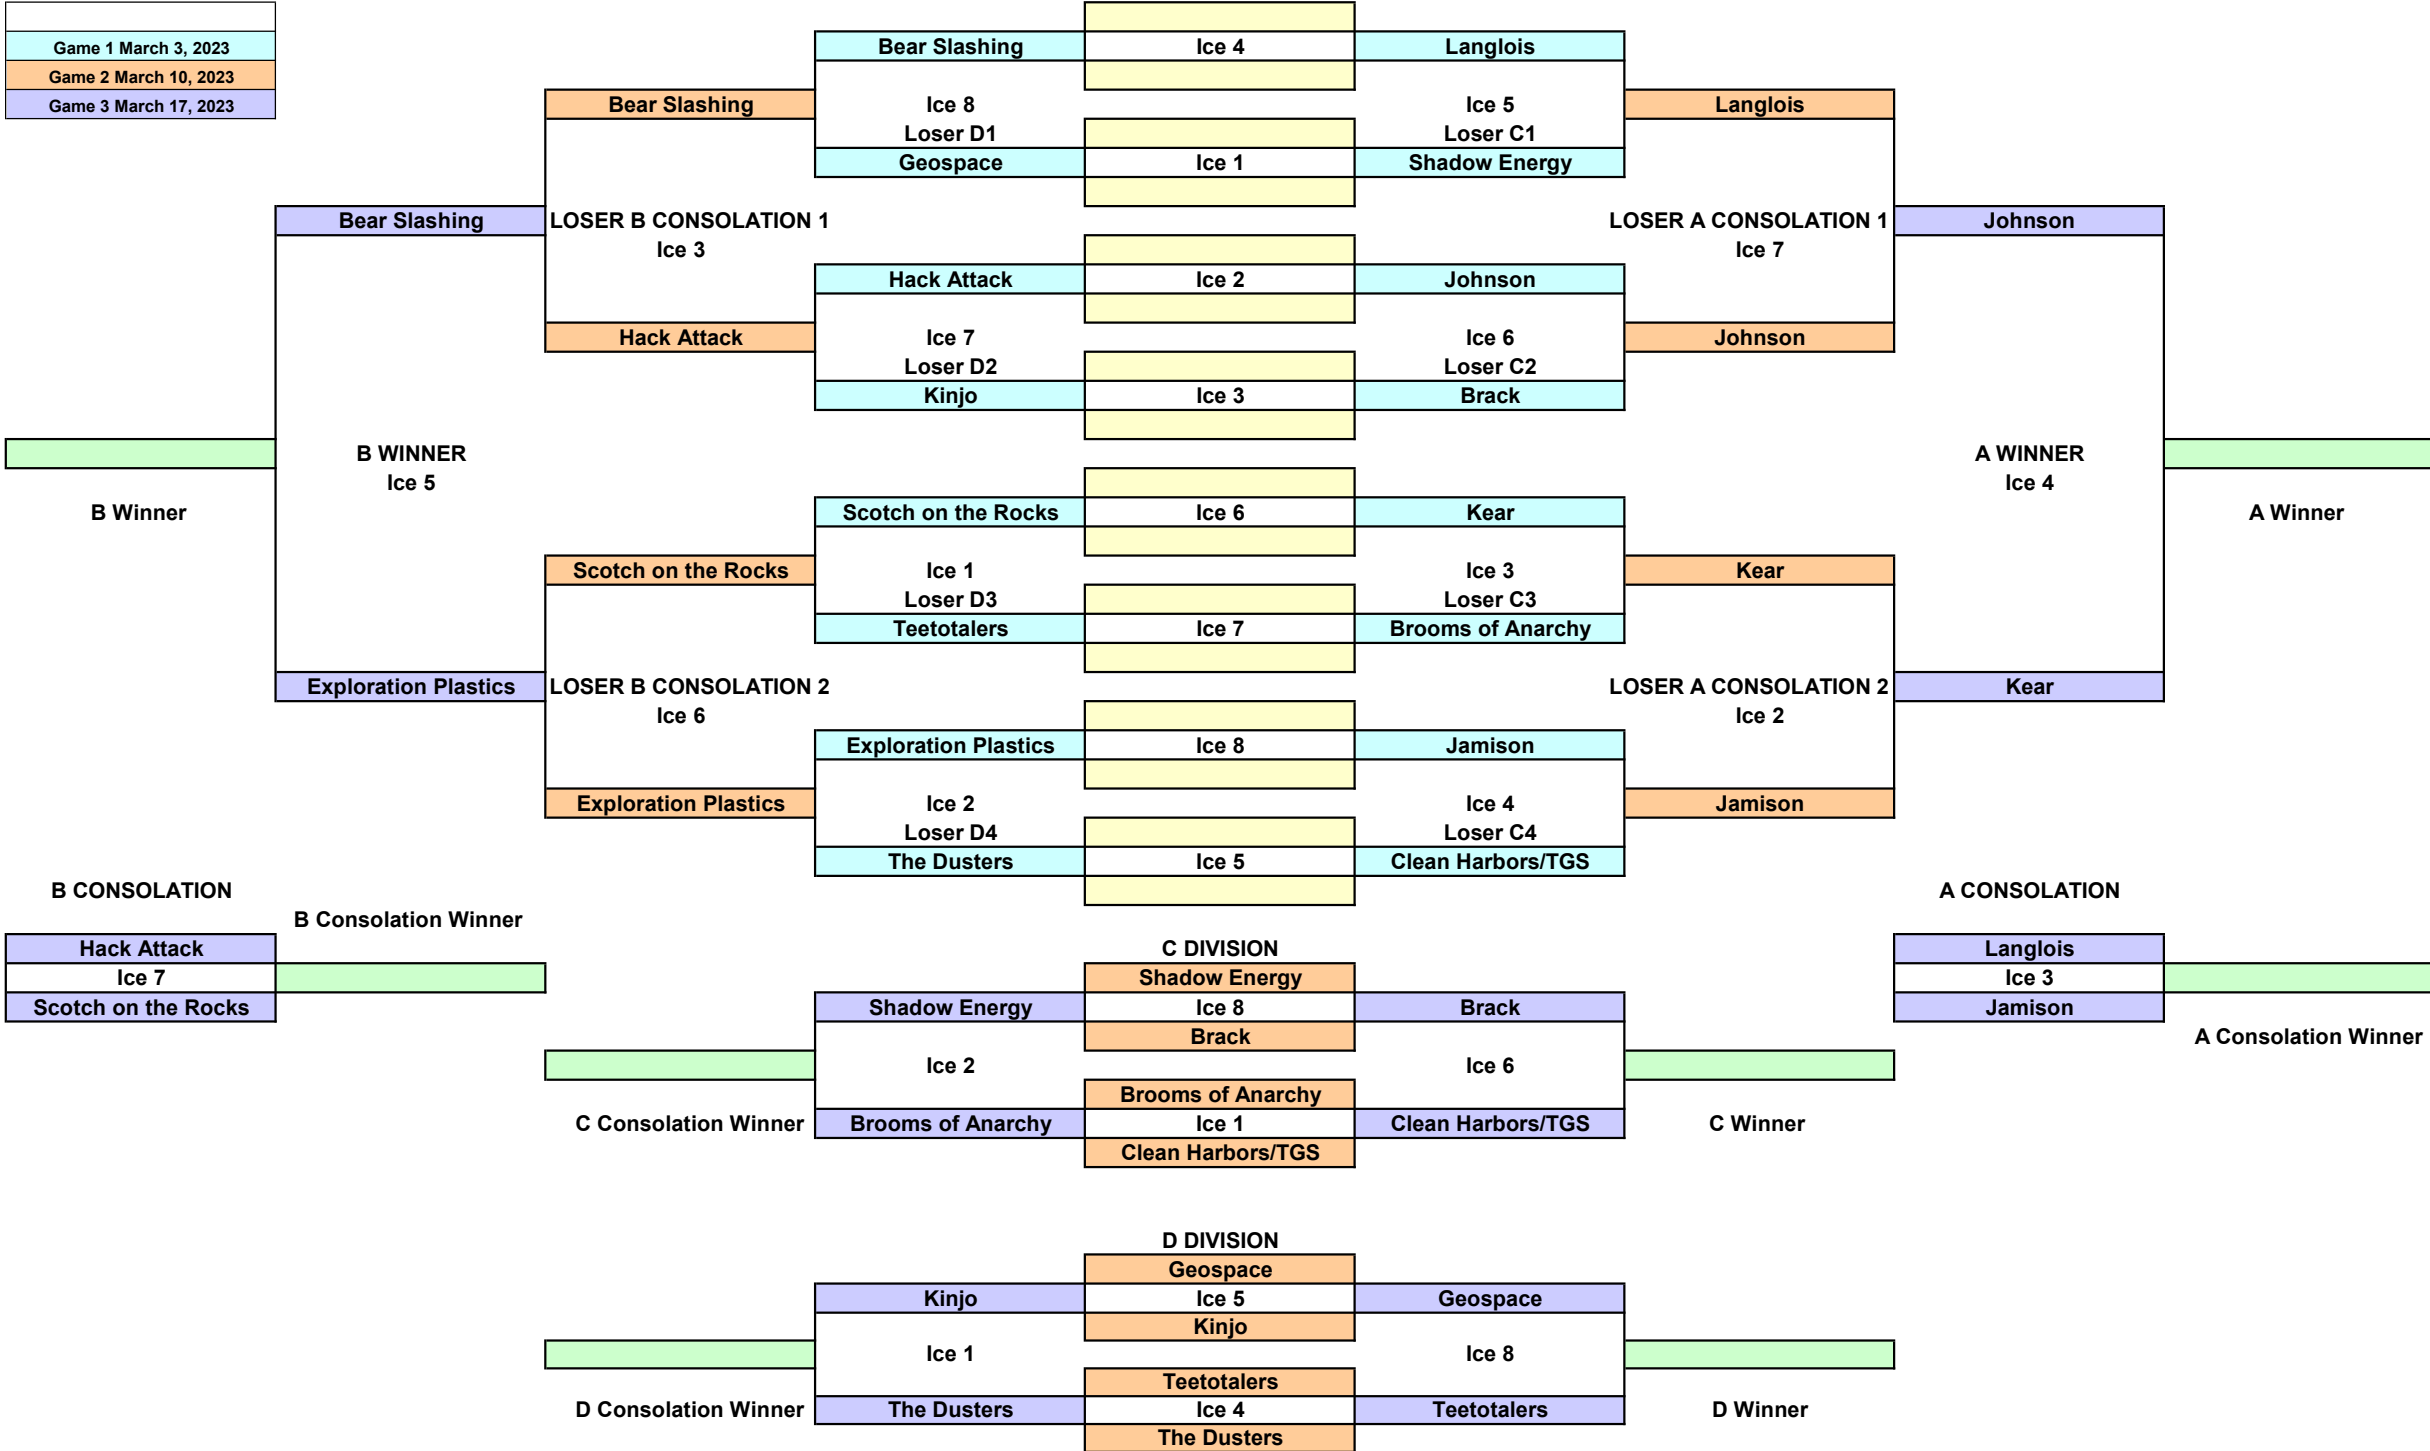 Bear Slashing Ice 4 Langlois
Game 1 March 3, 2023
Game 2 March 10, 2023
Game 3 March 17, 2023
Bear Slashing Ice 8 Ice 5 Langlois
Loser D1 Loser C1
Geospace Ice 1 Shadow Energy
Bear Slashing LOSER B CONSOLATION 1 LOSER A CONSOLATION 1 Johnson
Ice 3 Ice 7
Hack Attack Ice 2 Johnson
Hack Attack Ice 7 Ice 6 Johnson
Loser D2 Loser C2
Kinjo Ice 3 Brack
B WINNER A WINNER
Ice 5 Ice 4
B Winner Scotch on the Rocks Ice 6 Kear A Winner
Scotch on the Rocks Ice 1 Ice 3 Kear
Loser D3 Loser C3
Teetotalers Ice 7 Brooms of Anarchy
Exploration Plastics LOSER B CONSOLATION 2 LOSER A CONSOLATION 2 Kear
Ice 6 Ice 2
Exploration Plastics Ice 8 Jamison
Exploration Plastics Ice 2 Ice 4 Jamison
Loser D4 Loser C4
The Dusters Ice 5 Clean Harbors/TGS
B CONSOLATION A CONSOLATION
B Consolation Winner
Hack Attack C DIVISION Langlois
Ice 7 Shadow Energy Ice 3
Scotch on the Rocks Shadow Energy Ice 8 Brack Jamison
Brack A Consolation Winner
Ice 2 Ice 6
Brooms of Anarchy
C Consolation Winner Brooms of Anarchy Ice 1 Clean Harbors/TGS C Winner
Clean Harbors/TGS
D DIVISION
Geospace
Kinjo Ice 5 Geospace
Kinjo
Ice 1 Ice 8
Teetotalers
D Consolation Winner The Dusters Ice 4 Teetotalers D Winner
The Dusters